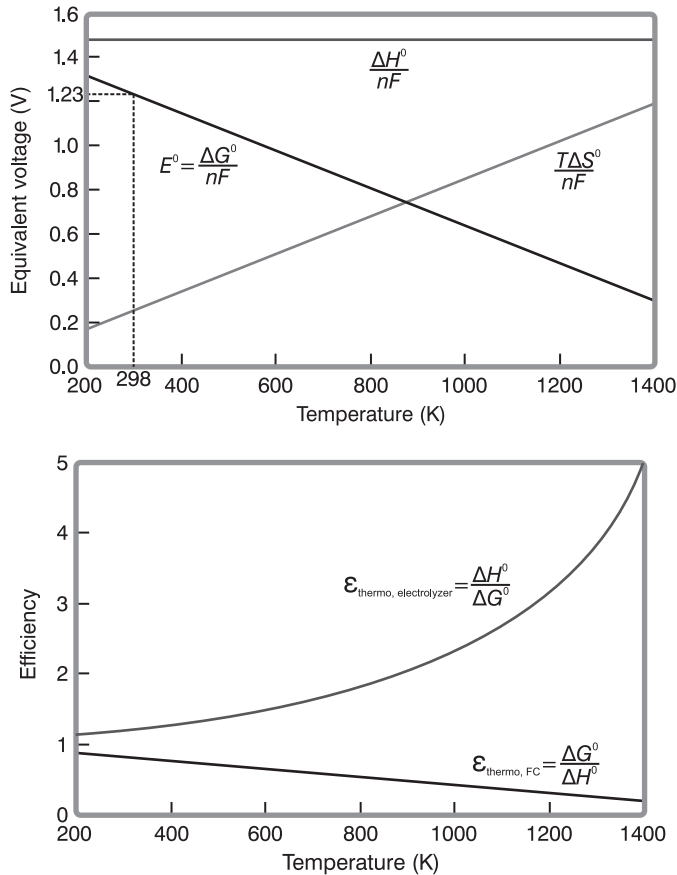 1.6
1.4
1.23
1.0
0.8
0.6
0.4
0.2
0.0
Equivalent voltage (V)
ΔH⁰
nF
E⁰ = ΔG⁰
nF
TΔS⁰
nF
200 298 400 600 800 1000 1200 1400
Temperature (K)
5
4
3
2
1
0
Efficiency
ε thermo, electrolyzer = ΔH⁰
ΔG⁰
ε thermo, FC = ΔG⁰
ΔH⁰
200 400 600 800 1000 1200 1400
Temperature (K)